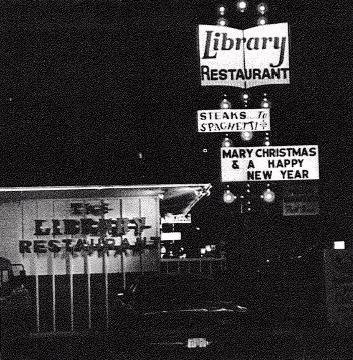 Library
RESTAURANT
STEAKS...To
SPAGHETTI
MARY CHRISTMAS
& A HAPPY
NEW YEAR
The
LIBRARY
RESTAURANT